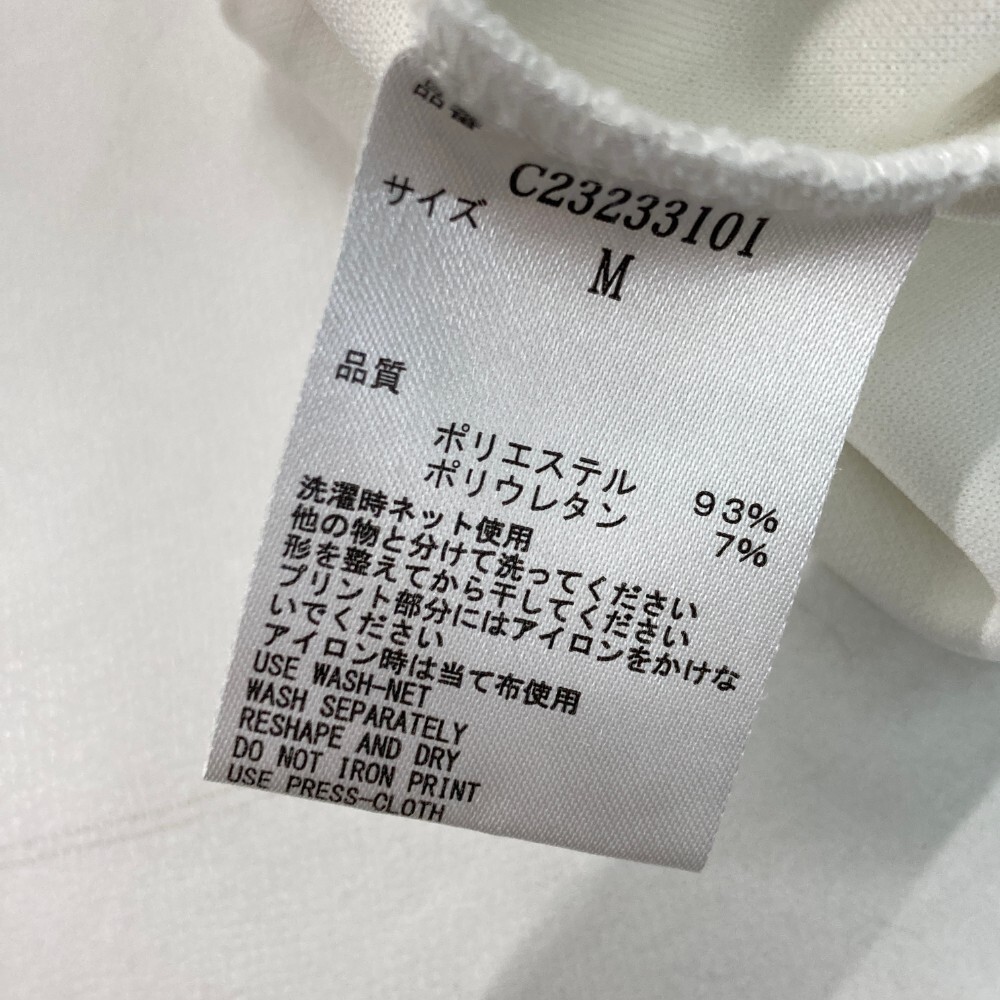 品番
C23233101
サイズ
M
品質
ポリエステル 93%
ポリウレタン 7%
洗濯時ネット使用
他の物と分けて洗ってください
形を整えてから干してください
プリント部分にはアイロンをかけな
いでください
アイロン時は当て布使用
USE WASH-NET
WASH SEPARATELY
RESHAPE AND DRY
DO NOT IRON PRINT
USE PRESS-CLOTH